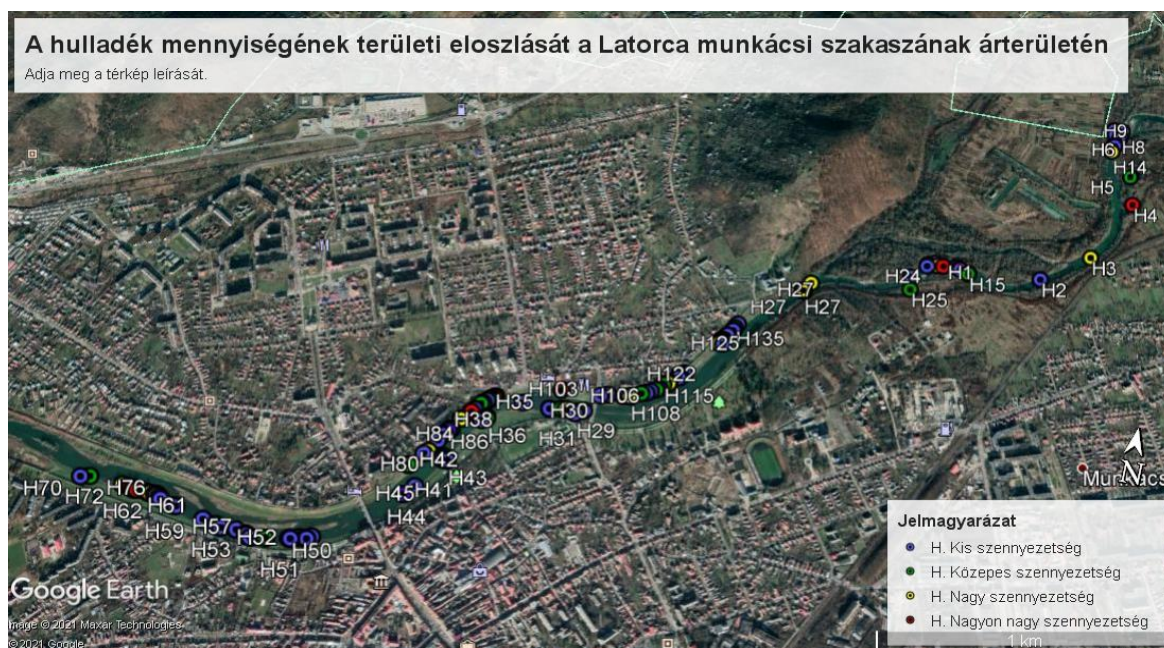 A hulladék mennyiségének területi eloszlását a Latorca munkácsi szakaszának árterületén
Adja meg a térkép leírását.
H9
H6 H8
H14
H5
H4
H3
H24 H1
H15
H2
H25
H27 H27
H27
H125 H135
H122
H103
H106 H115
H35
H38 H30 H108
H36 H31 H29
H84 H86
H80 H42
H43
H70 H76 H45 H41
H72 H61
H62 H44
H59 H57
H53 H52 H50
H51
N
Munkács
Jelmagyarázat
H. Kis szennyezetség
H. Közepes szennyezetség
H. Nagy szennyezetség
H. Nagyon nagy szennyezetség
Google Earth
Image © 2021 Maxar Technologies
© 2021 Google
1 km